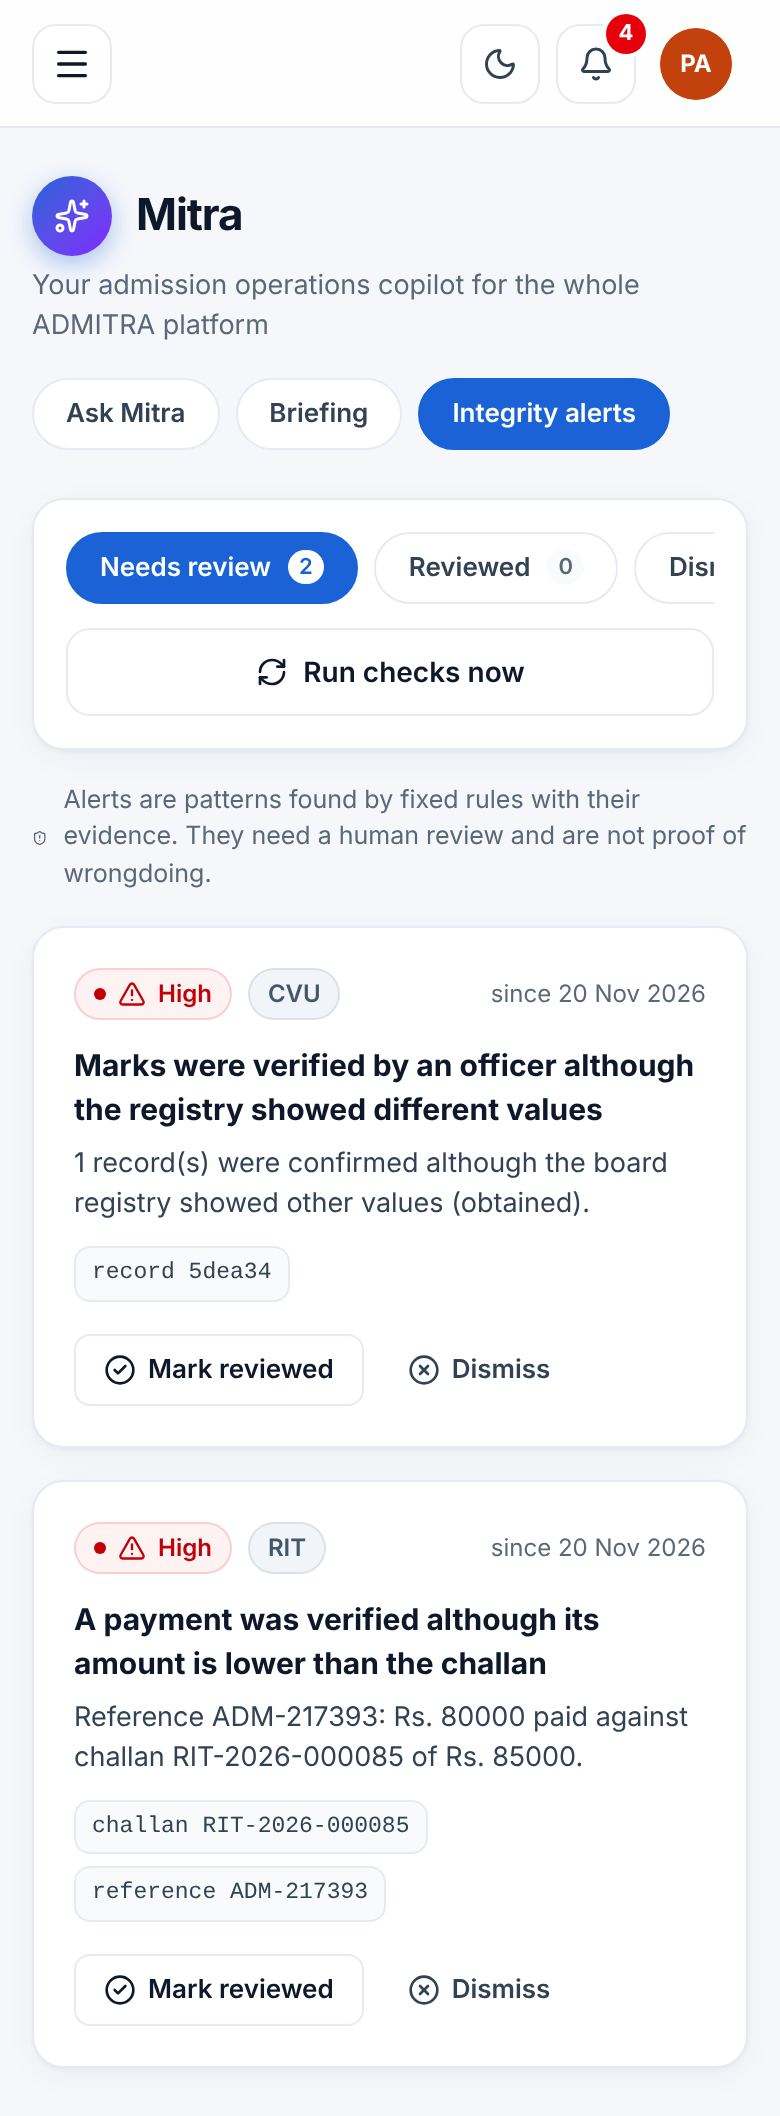 4
PA
Mitra
Your admission operations copilot for the whole
ADMITRA platform
Ask Mitra
Briefing
Integrity alerts
Needs review 2
Reviewed 0
Run checks now
Alerts are patterns found by fixed rules with their
evidence. They need a human review and are not proof of
wrongdoing.
High
CVU
since 20 Nov 2026
Marks were verified by an officer although
the registry showed different values
1 record(s) were confirmed although the board
registry showed other values (obtained).
record 5dea34
Mark reviewed
Dismiss
High
RIT
since 20 Nov 2026
A payment was verified although its
amount is lower than the challan
Reference ADM-217393: Rs. 80000 paid against
challan RIT-2026-000085 of Rs. 85000.
challan RIT-2026-000085
reference ADM-217393
Mark reviewed
Dismiss